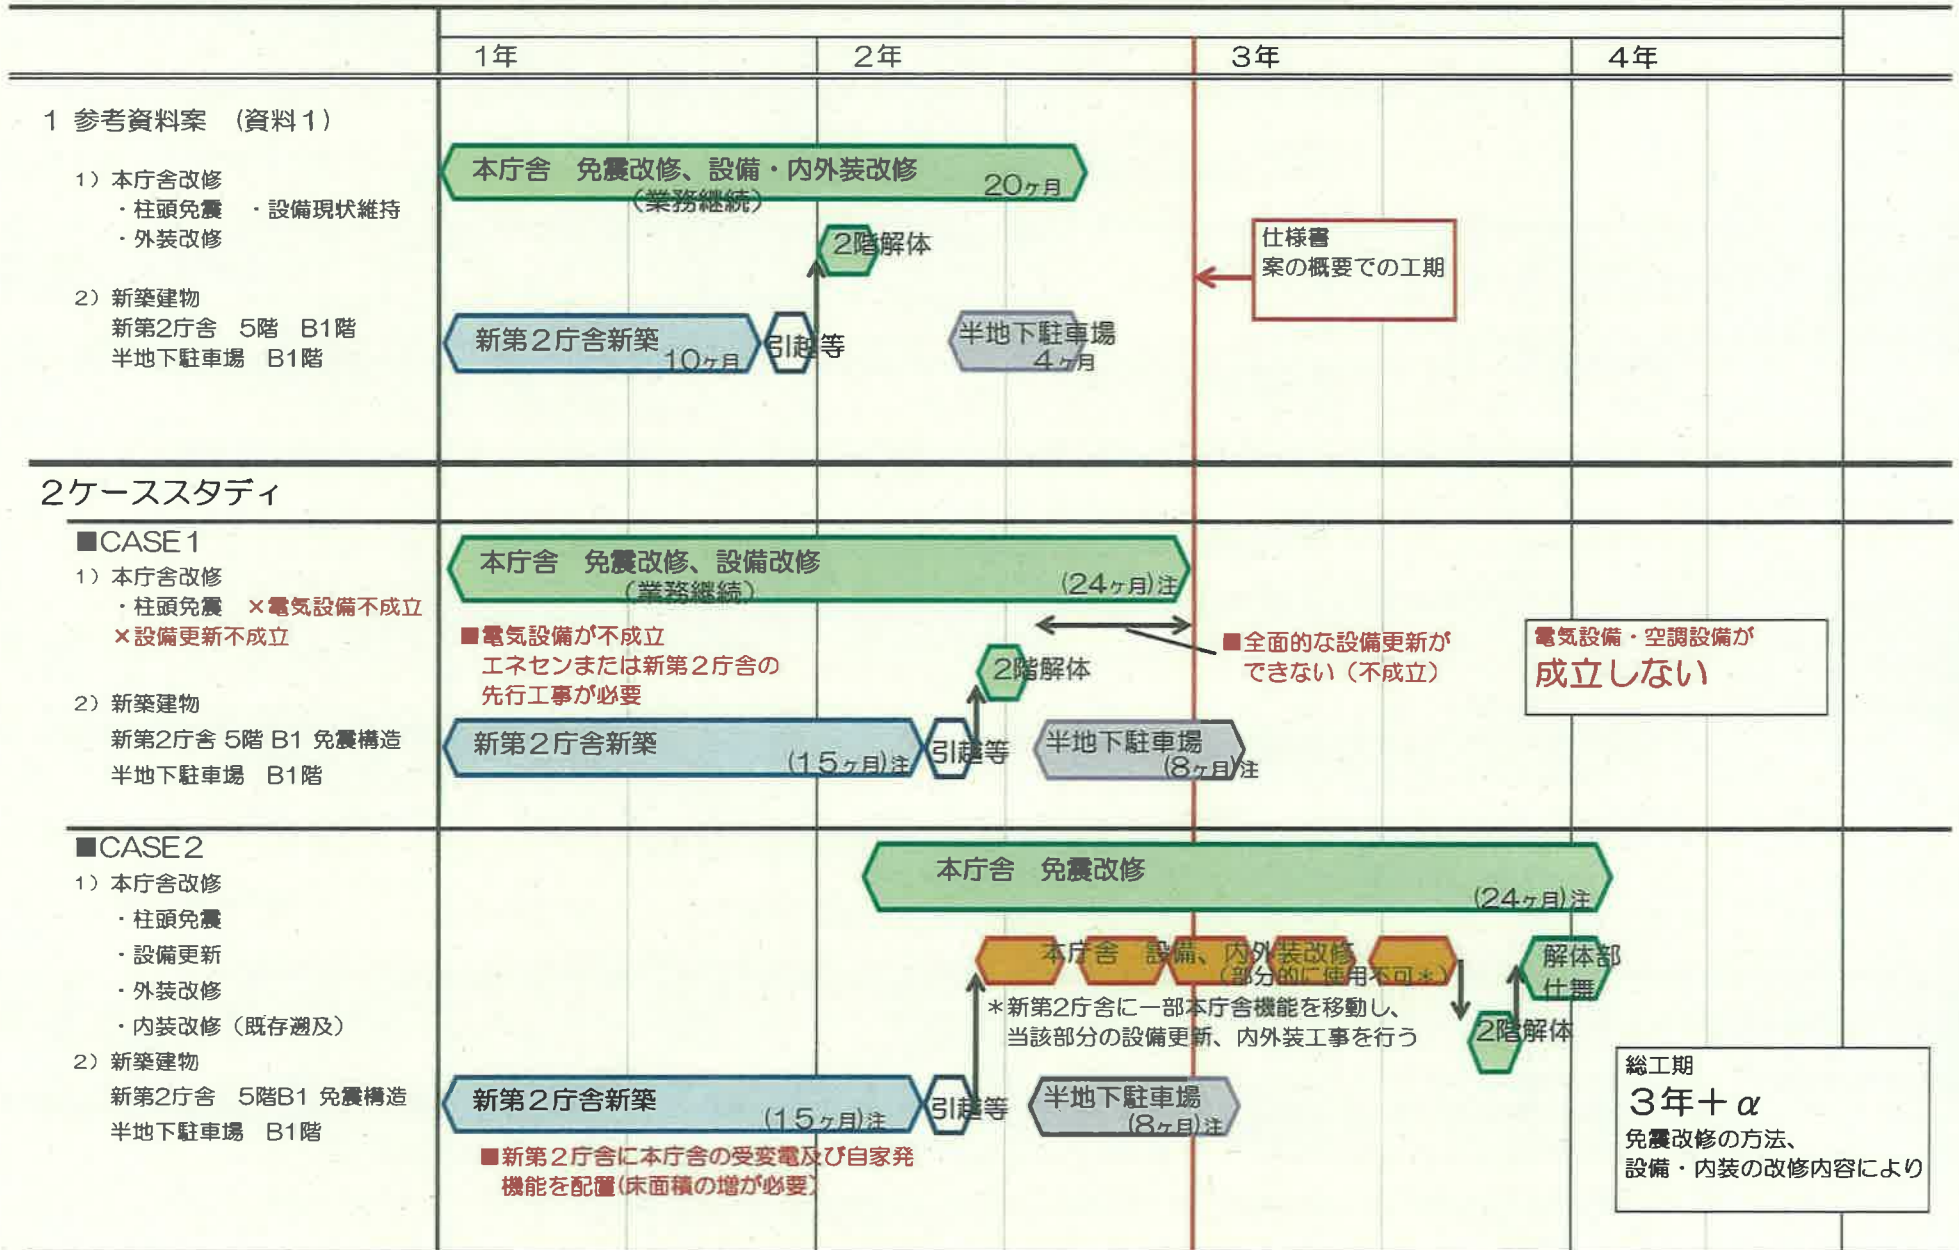 1年 2年 3年 4年
1 参考資料案 (資料1)
1）本庁舎改修
・柱頭免震 ・設備現状維持
・外装改修
2）新築建物
新第2庁舎 5階 B1階
半地下駐車場 B1階
本庁舎 免震改修、設備・内外装改修
20ヶ月
(業務継続)
2階解体
新第2庁舎新築
10ヶ月
引越等
半地下駐車場
4ヶ月
仕様書
案の概要での工期
2ケーススタディ
■CASE1
1）本庁舎改修
・柱頭免震 ×電気設備不成立
×設備更新不成立
2）新築建物
新第2庁舎 5階 B1 免震構造
半地下駐車場 B1階
本庁舎 免震改修、設備改修
(24ヶ月)注
(業務継続)
■電気設備が不成立
エネセンまたは新第2庁舎の
先行工事が必要
2階解体
■全面的な設備更新が
できない（不成立）
電気設備・空調設備が
成立しない
新第2庁舎新築
(15ヶ月)注
引越等
半地下駐車場
(8ヶ月)注
■CASE2
1）本庁舎改修
・柱頭免震
・設備更新
・外装改修
・内装改修（既存遡及）
2）新築建物
新第2庁舎 5階B1 免震構造
半地下駐車場 B1階
本庁舎 免震改修
(24ヶ月)注
本庁舎 設備、内外装改修
(部分的に使用不可＊)
＊新第2庁舎に一部本庁舎機能を移動し、
当該部分の設備更新、内外装工事を行う
解体部
仕無
2階解体
新第2庁舎新築
(15ヶ月)注
引越等
半地下駐車場
(8ヶ月)注
■新第2庁舎に本庁舎の受変電及び自家発
機能を配置(床面積の増が必要)
総工期
3年＋α
免震改修の方法、
設備・内装の改修内容により